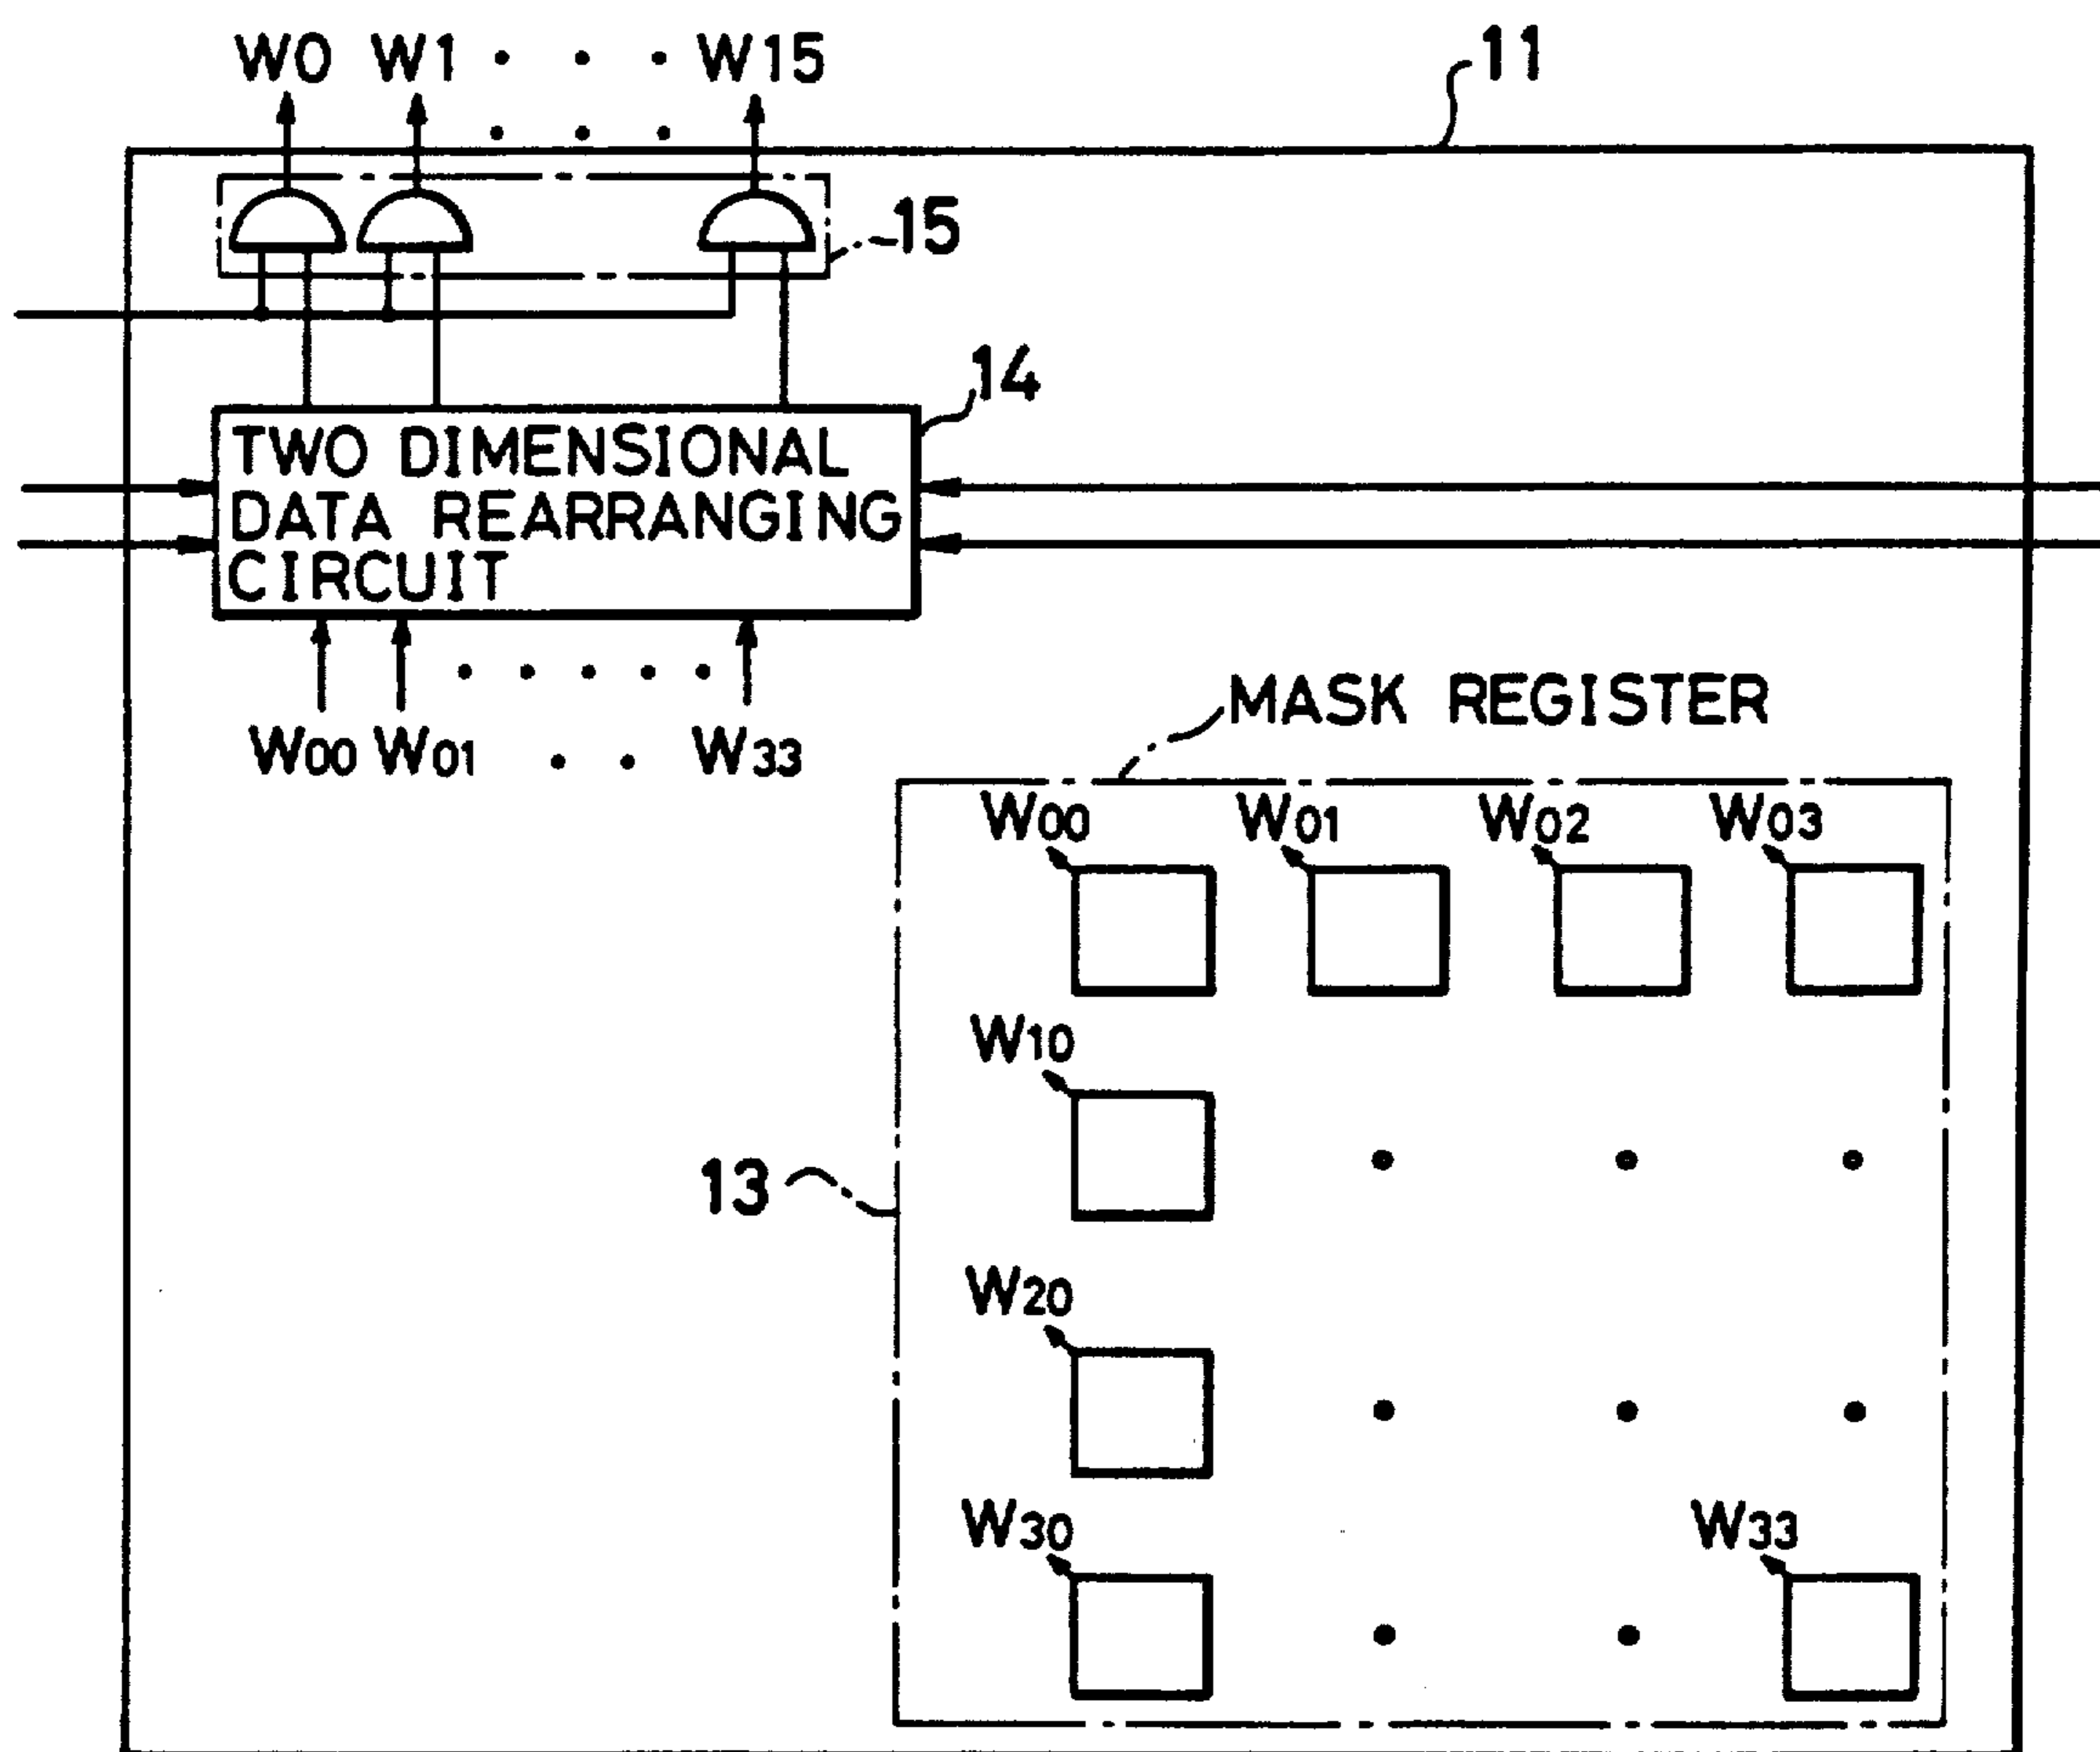 W0 W1 · · · W15
· · ·
11
15
14
TWO DIMENSIONAL
DATA REARRANGING
CIRCUIT
· · · · ·
W00 W01 · · W33
MASK REGISTER
W00 W01 W02 W03
W10
13
W20
W30 W33